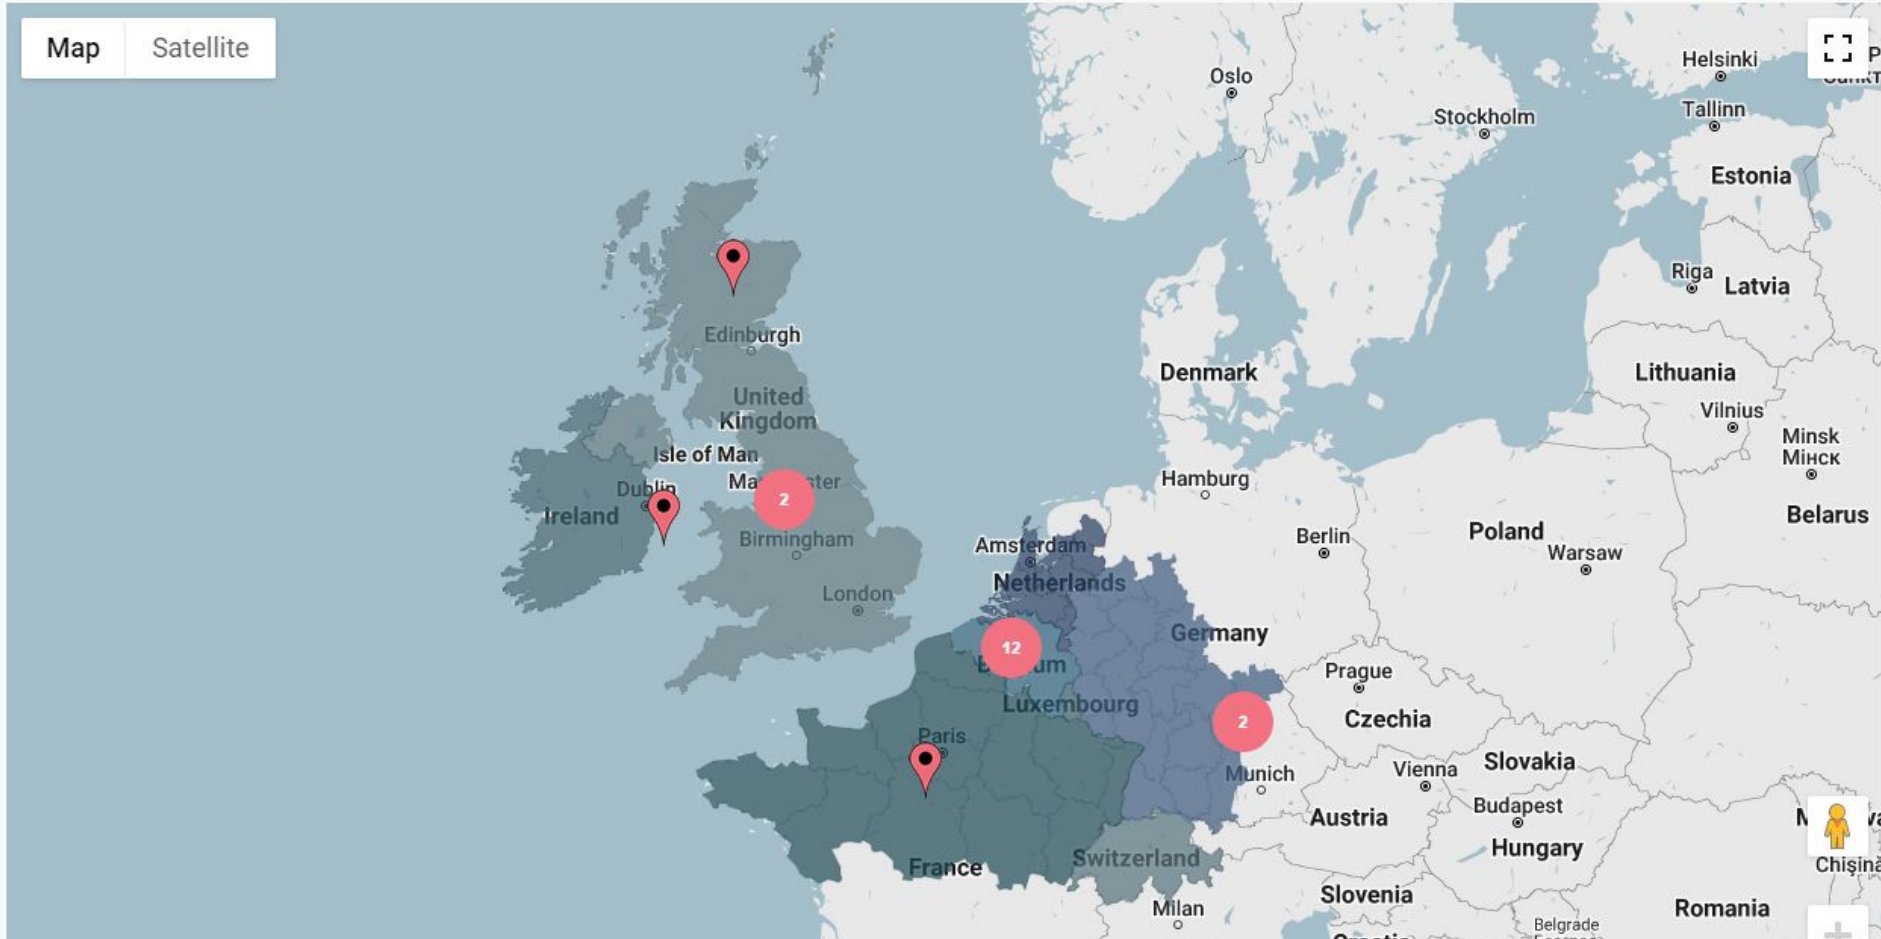 Map
Satellite
Oslo
Stockholm
Helsinki
Tallinn
Estonia
Riga
Latvia
Edinburgh
United
Kingdom
Isle of Man
Dublin
Ireland
2
Birmingham
London
Denmark
Hamburg
Lithuania
Vilnius
Minsk
Мінск
Belarus
Amsterdam
Netherlands
Berlin
Poland
Warsaw
12
Germany
Luxembourg
Prague
Czechia
2
Paris
Munich
Vienna
Slovakia
Budapest
Austria
Hungary
France
Switzerland
Milan
Slovenia
Romania
Belgrade